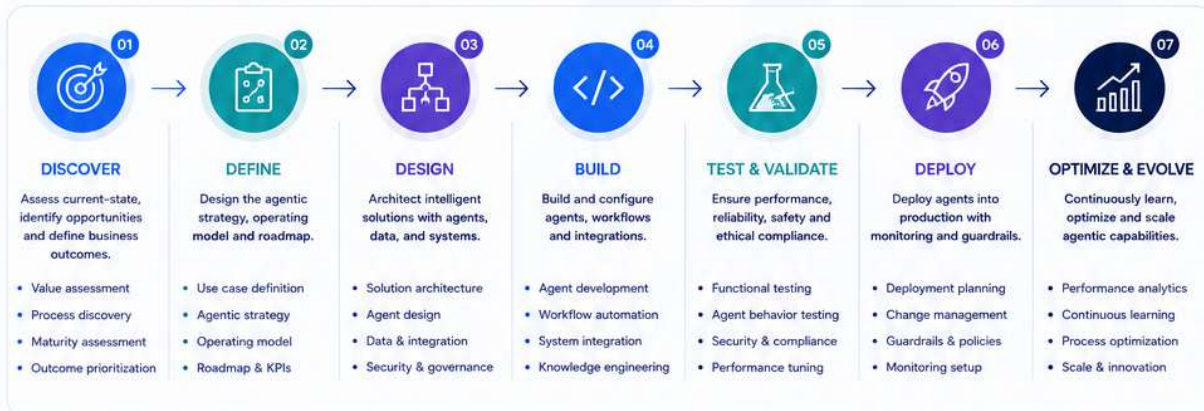 01
DISCOVER
Assess current-state,
identify opportunities
and define business
outcomes.
• Value assessment
• Process discovery
• Maturity assessment
• Outcome prioritization
02
DEFINE
Design the agentic
strategy, operating
model and roadmap.
• Use case definition
• Agentic strategy
• Operating model
• Roadmap & KPIs
03
DESIGN
Architect intelligent
solutions with agents,
data, and systems.
• Solution architecture
• Agent design
• Data & integration
• Security & governance
04
</>
BUILD
Build and configure
agents, workflows
and integrations.
• Agent development
• Workflow automation
• System integration
• Knowledge engineering
05
TEST & VALIDATE
Ensure performance,
reliability, safety and
ethical compliance.
• Functional testing
• Agent behavior testing
• Security & compliance
• Performance tuning
06
DEPLOY
Deploy agents into
production with
monitoring and guardrails.
• Deployment planning
• Change management
• Guardrails & policies
• Monitoring setup
07
OPTIMIZE & EVOLVE
Continuously learn,
optimize and scale
agentic capabilities.
• Performance analytics
• Continuous learning
• Process optimization
• Scale & innovation